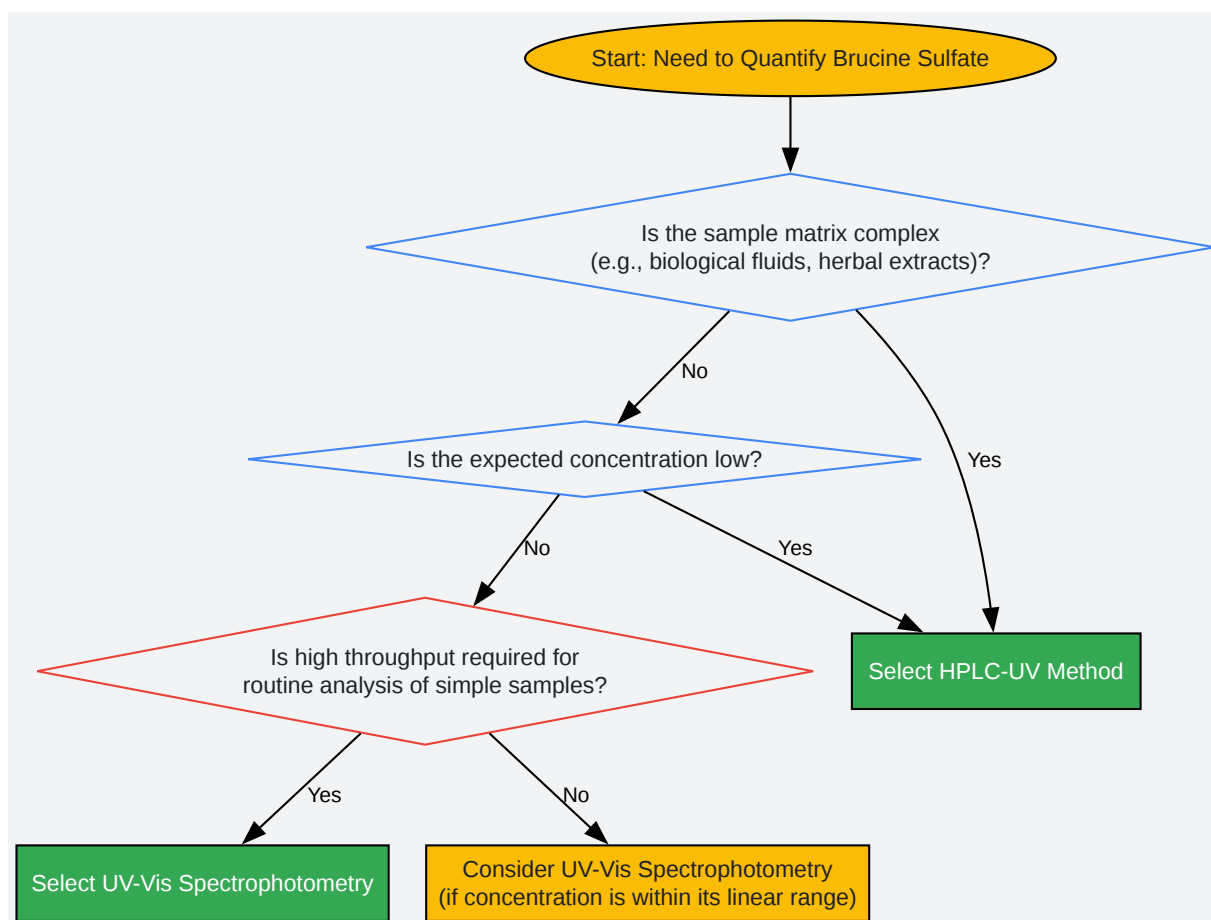 Start: Need to Quantify Brucine Sulfate
Is the sample matrix complex
(e.g., biological fluids, herbal extracts)?
No
Yes
Is the expected concentration low?
No
Yes
Is high throughput required for
routine analysis of simple samples?
Select HPLC-UV Method
Yes
No
Select UV-Vis Spectrophotometry
Consider UV-Vis Spectrophotometry
(if concentration is within its linear range)